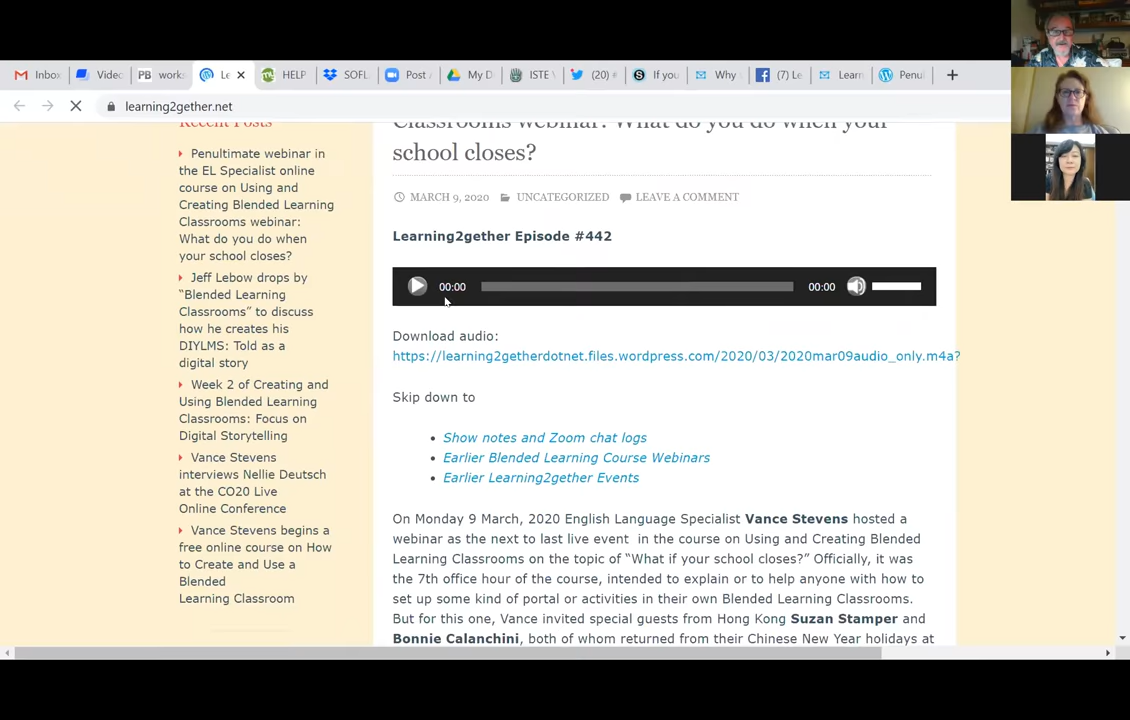 Inbox
Video
PB works
Le
HELP
SOFL
Post
My D
ISTE
(20)
If you
Why
(7) Le
Learn
Penul
learning2gether.net
Recent Posts
Penultimate webinar in
the EL Specialist online
course on Using and
Creating Blended Learning
Classrooms webinar:
What do you do when
your school closes?
Jeff Lebow drops by
“Blended Learning
Classrooms” to discuss
how he creates his
DIYLMS: Told as a
digital story
Week 2 of Creating and
Using Blended Learning
Classrooms: Focus on
Digital Storytelling
Vance Stevens
interviews Nellie Deutsch
at the CO20 Live
Online Conference
Vance Stevens begins a
free online course on How
to Create and Use a
Blended
Learning Classroom
Classrooms webinar: What do you do when your
school closes?
MARCH 9, 2020 UNCATEGORIZED LEAVE A COMMENT
Learning2gether Episode #442
00:00 00:00
Download audio:
https://learning2getherdotnet.files.wordpress.com/2020/03/2020mar09audio_only.m4a?
Skip down to
Show notes and Zoom chat logs
Earlier Blended Learning Course Webinars
Earlier Learning2gether Events
On Monday 9 March, 2020 English Language Specialist Vance Stevens hosted a
webinar as the next to last live event in the course on Using and Creating Blended
Learning Classrooms on the topic of “What if your school closes?” Officially, it was
the 7th office hour of the course, intended to explain or to help anyone with how to
set up some kind of portal or activities in their own Blended Learning Classrooms.
But for this one, Vance invited special guests from Hong Kong Suzan Stamper and
Bonnie Calanchini, both of whom returned from their Chinese New Year holidays at